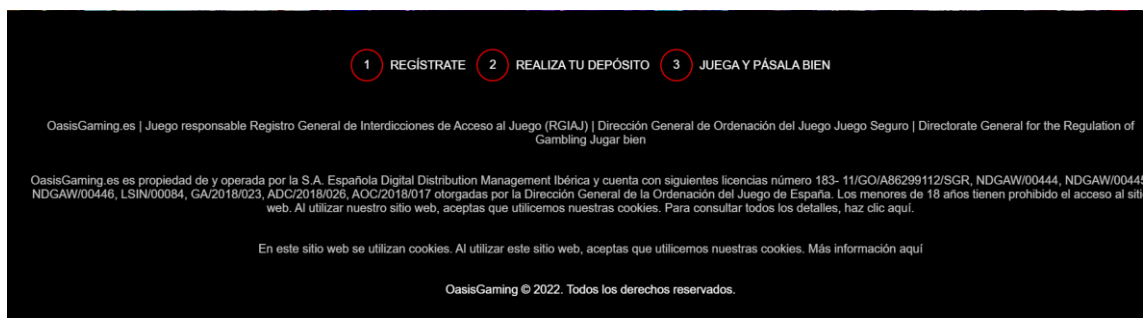 1 REGÍSTRATE 2 REALIZA TU DEPÓSITO 3 JUEGA Y PÁSALA BIEN
OasisGaming.es | Juego responsable Registro General de Interdicciones de Acceso al Juego (RGIAJ) | Dirección General de Ordenación del Juego Juego Seguro | Directorate General for the Regulation of
Gambling Jugar bien
OasisGaming.es es propiedad de y operada por la S.A. Española Digital Distribution Management Ibérica y cuenta con siguientes licencias número 183- 11/GO/A86299112/SGR, NDGAW/00444, NDGAW/00445
NDGAW/00446, LSIN/00084, GA/2018/023, ADC/2018/026, AOC/2018/017 otorgadas por la Dirección General de la Ordenación del Juego de España. Los menores de 18 años tienen prohibido el acceso al siti
web. Al utilizar nuestro sitio web, aceptas que utilicemos nuestras cookies. Para consultar todos los detalles, haz clic aquí.
En este sitio web se utilizan cookies. Al utilizar este sitio web, aceptas que utilicemos nuestras cookies. Más información aquí
OasisGaming © 2022. Todos los derechos reservados.